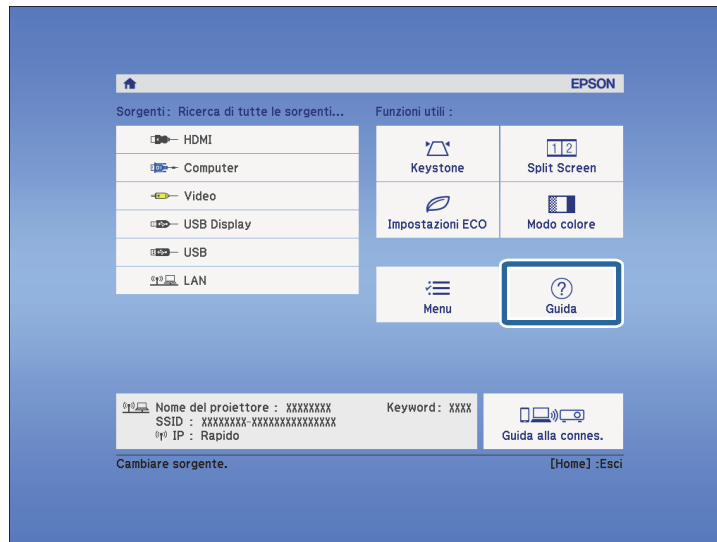 EPSON
Sorgenti : Ricerca di tutte le sorgenti...
HDMI
Computer
Video
USB Display
USB
LAN
Funzioni utili :
Keystone
1 2
Split Screen
Impostazioni ECO
Modo colore
Menu
?
Guida
Nome del proiettore : XXXXXXXX
Keyword : XXXX
SSID : XXXXXXXX-XXXXXXXXXXXXXXX
IP : Rapido
Guida alla connes.
Cambiare sorgente.
[Home] :Esci